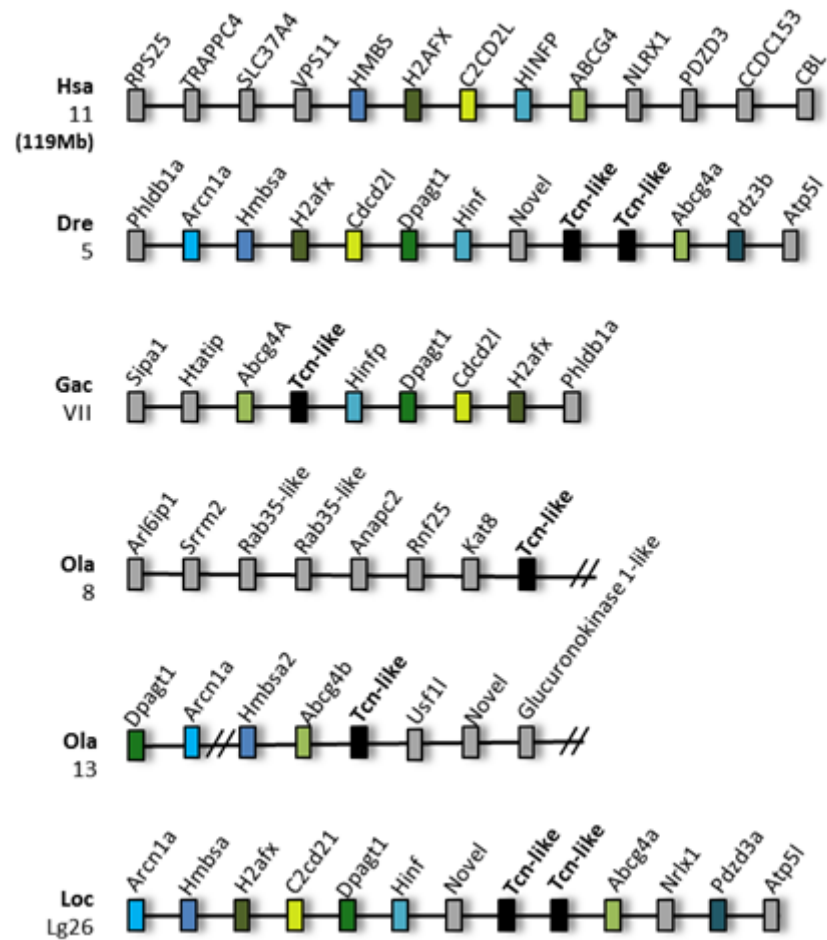 RPS25 TRAPPC4 SLC37A4 VPS11 HMBS H2AFX C2CD2L HINFP ABCG4 NLRX1 PDZD3 CCDC153 CBL
Hsa
11
(119Mb)
Phldb1a Arcn1a Hmbsa H2afx Cdcd2l Dpagt1 Hinf Novel Tcn-like Tcn-like Abcg4a Pdz3b Atp5l
Dre
5
Sipa1 Htatip Abcg4A Tcn-like Hinfp Dpagt1 Cdcd2l H2afx Phldb1a
Gac
VII
Arl6ip1 Srrm2 Rab35-like Rab35-like Anapc2 Rnf25 Kat8 Tcn-like
Ola
8
Dpagt1 Arcn1a Hmbsa2 Abcg4b Tcn-like Usf1l Novel Glucuronokinase 1-like
Ola
13
Arcn1a Hmbsa H2afx C2cd21 Dpagt1 Hinf Novel Tcn-like Tcn-like Abcg4a Nrlx1 Pdzd3a Atp5l
Loc
Lg26